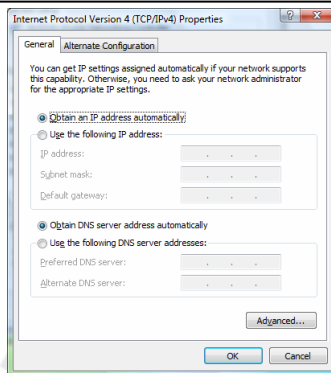 Internet Protocol Version 4 (TCP/IPv4) Properties
General
Alternate Configuration
You can get IP settings assigned automatically if your network supports
this capability. Otherwise, you need to ask your network administrator
for the appropriate IP settings.
Obtain an IP address automatically
Use the following IP address:
IP address:
Subnet mask:
Default gateway:
Obtain DNS server address automatically
Use the following DNS server addresses:
Preferred DNS server:
Alternate DNS server:
Advanced...
OK
Cancel